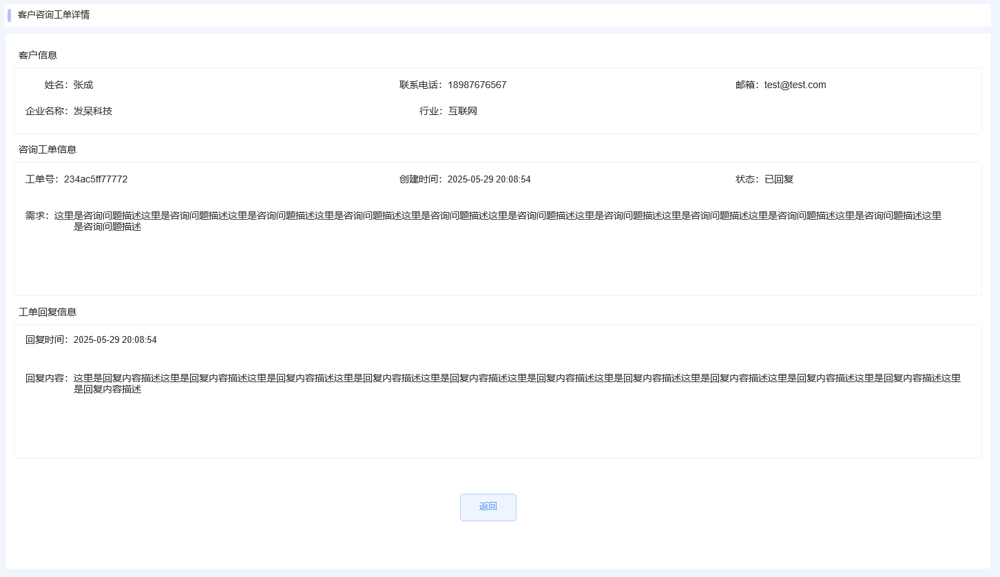 客户咨询工单详情
客户信息
姓名：张成 联系电话：18987676567 邮箱：test@test.com
企业名称：发呆科技 行业：互联网
咨询工单信息
工单号：234ac5ff77772 创建时间：2025-05-29 20:08:54 状态：已回复
需求：这里是咨询问题描述这里是咨询问题描述这里是咨询问题描述这里是咨询问题描述这里是咨询问题描述这里是咨询问题描述这里是咨询问题描述这里是咨询问题描述这里是咨询问题描述这里是咨询问题描述这里
是咨询问题描述
工单回复信息
回复时间：2025-05-29 20:08:54
回复内容：这里是回复内容描述这里是回复内容描述这里是回复内容描述这里是回复内容描述这里是回复内容描述这里是回复内容描述这里是回复内容描述这里是回复内容描述这里是回复内容描述这里是回复内容描述这里
是回复内容描述
返回